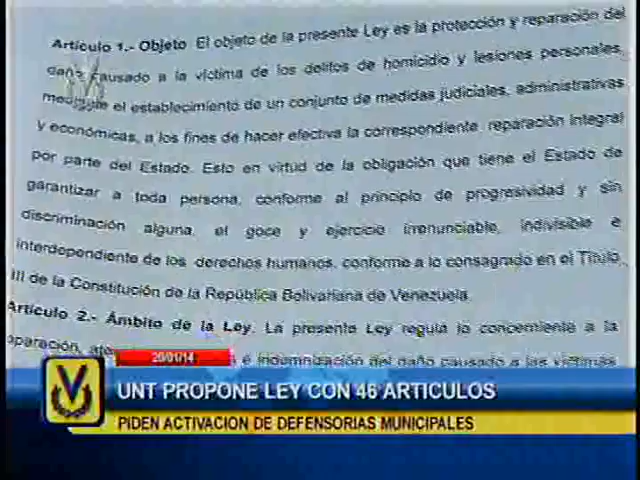 Artículo 1.- Objeto El objeto de la presente Ley es la protección y reparación del
daño causado a la víctima de los delitos de homicidio y lesiones personales,
mediante el establecimiento de un conjunto de medidas judiciales, administrativas
y económicas, a los fines de hacer efectiva la correspondiente reparación integral
por parte del Estado. Esto en virtud de la obligación que tiene el Estado de
garantizar a toda persona, conforme al principio de progresividad y sin
discriminación alguna, el goce y ejercicio irrenunciable, indivisible e
interdependiente de los derechos humanos, conforme a lo consagrado en el Título
III de la Constitución de la República Bolivariana de Venezuela.
Artículo 2.- Ámbito de la Ley. La presente Ley regula lo concerniente a la
e indemnización del daño causado a las víctimas
20/01/14
UNT PROPONE LEY CON 46 ARTICULOS
PIDEN ACTIVACION DE DEFENSORIAS MUNICIPALES